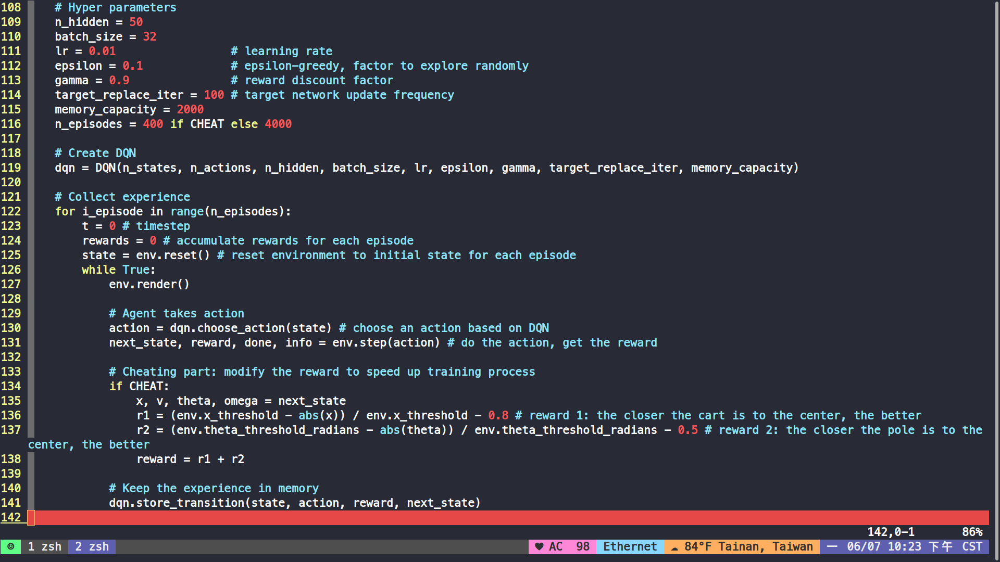 108     # Hyper parameters
109     n_hidden = 50
110     batch_size = 32
111     lr = 0.01                 # learning rate
112     epsilon = 0.1             # epsilon-greedy, factor to explore randomly
113     gamma = 0.9               # reward discount factor
114     target_replace_iter = 100 # target network update frequency
115     memory_capacity = 2000
116     n_episodes = 400 if CHEAT else 4000
117
118     # Create DQN
119     dqn = DQN(n_states, n_actions, n_hidden, batch_size, lr, epsilon, gamma, target_replace_iter, memory_capacity)
120
121     # Collect experience
122     for i_episode in range(n_episodes):
123         t = 0 # timestep
124         rewards = 0 # accumulate rewards for each episode
125         state = env.reset() # reset environment to initial state for each episode
126         while True:
127             env.render()
128
129             # Agent takes action
130             action = dqn.choose_action(state) # choose an action based on DQN
131             next_state, reward, done, info = env.step(action) # do the action, get the reward
132
133             # Cheating part: modify the reward to speed up training process
134             if CHEAT:
135                 x, v, theta, omega = next_state
136                 r1 = (env.x_threshold - abs(x)) / env.x_threshold - 0.8 # reward 1: the closer the cart is to the center, the better
137                 r2 = (env.theta_threshold_radians - abs(theta)) / env.theta_threshold_radians - 0.5 # reward 2: the closer the pole is to the
center, the better
138                 reward = r1 + r2
139
140             # Keep the experience in memory
141             dqn.store_transition(state, action, reward, next_state)
142
142,0-1 86%
☺ 1 zsh 2 zsh ♥ AC 98 Ethernet ☁ 84°F Tainan, Taiwan 一 06/07 10:23 下午 CST